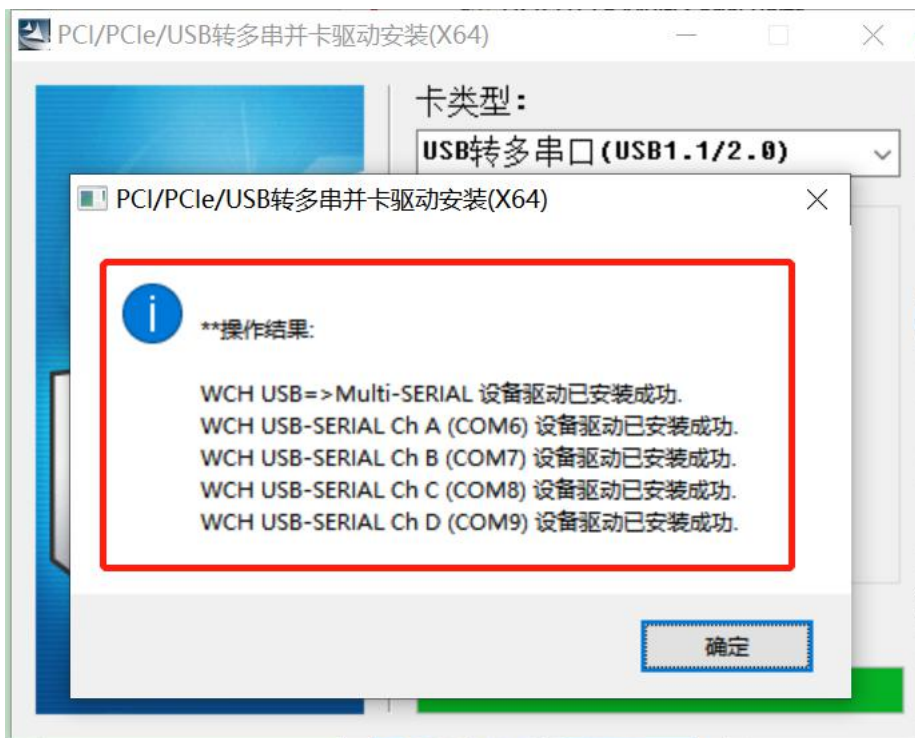 PCI/PCIe/USB转多串并卡驱动安装(X64)
卡类型:
USB转多串口(USB1.1/2.0)
PCI/PCIe/USB转多串并卡驱动安装(X64)
**操作结果:
WCH USB=>Multi-SERIAL 设备驱动已安装成功.
WCH USB-SERIAL Ch A (COM6) 设备驱动已安装成功.
WCH USB-SERIAL Ch B (COM7) 设备驱动已安装成功.
WCH USB-SERIAL Ch C (COM8) 设备驱动已安装成功.
WCH USB-SERIAL Ch D (COM9) 设备驱动已安装成功.
确定